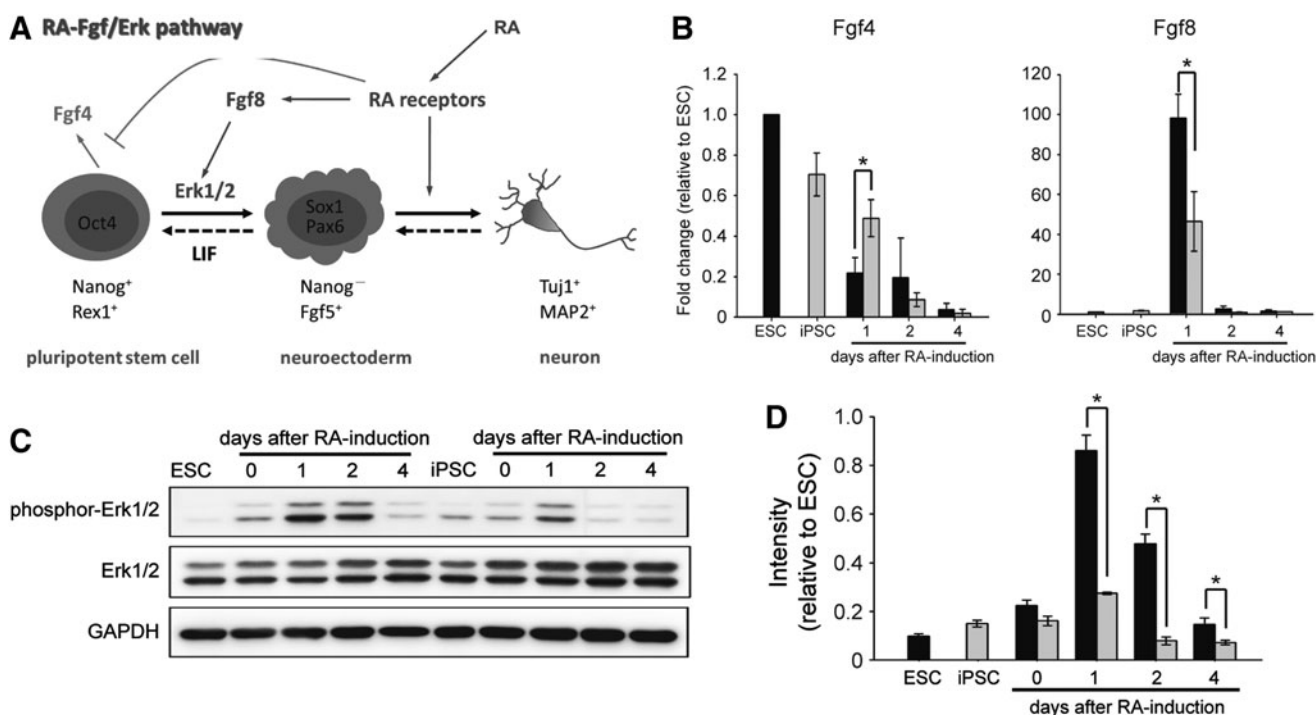 A RA-Fgf/Erk pathway
RA
Fgf8
RA receptors
Fgf4
Erk1/2
Oct4
Sox1
Pax6
LIF
Nanog⁺
Rex1⁺
Nanog⁻
Fgf5⁺
Tuj1⁺
MAP2⁺
pluripotent stem cell
neuroectoderm
neuron
B
Fgf4
Fold change (relative to ESC)
1.2
1.0
0.8
0.6
0.4
0.2
0
*
ESC
iPSC
1
2
4
days after RA-induction
Fgf8
120
100
80
60
40
20
0
*
ESC
iPSC
1
2
4
days after RA-induction
C
days after RA-induction
days after RA-induction
ESC 0 1 2 4 iPSC 0 1 2 4
phosphor-Erk1/2
Erk1/2
GAPDH
D
Intensity
(relative to ESC)
1.0
0.8
0.6
0.4
0.2
0
*
*
*
ESC
iPSC
0
1
2
4
days after RA-induction